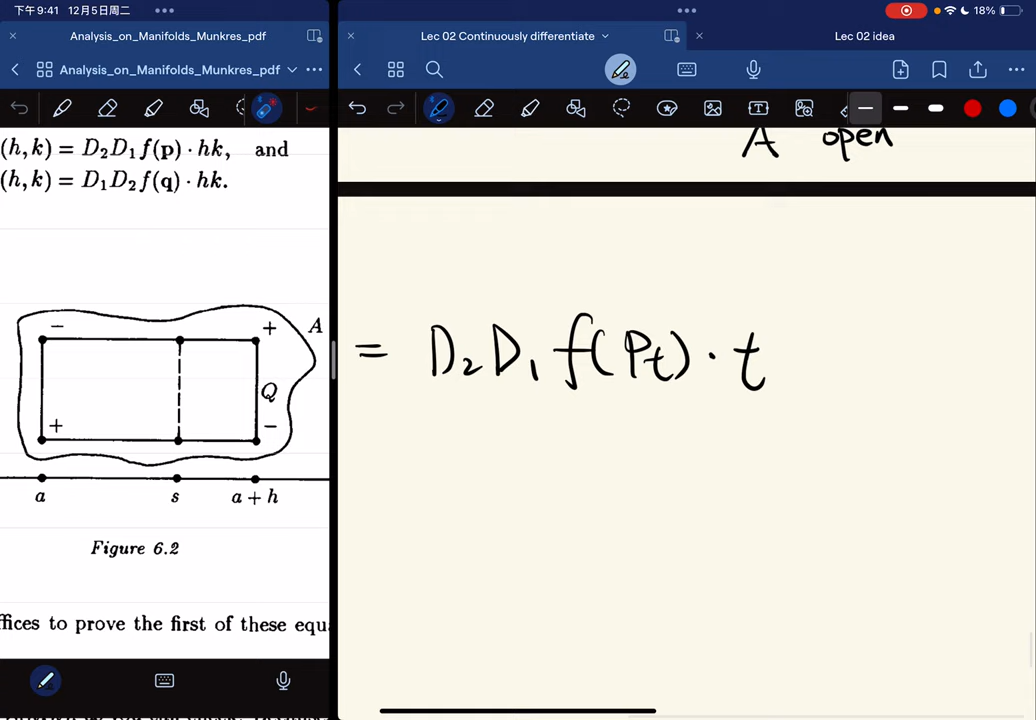 下午9:41 12月5日周二
18%
Analysis_on_Manifolds_Munkres_pdf
Lec 02 Continuously differentiate
Lec 02 idea
Analysis_on_Manifolds_Munkres_pdf
(h, k) = D₂D₁f(p) · hk, and
(h, k) = D₁D₂f(q) · hk.
− + A
Q
+ −
a s a + h
Figure 6.2
ffices to prove the first of these equ
A open
= D₂D₁ f(Pt) · t